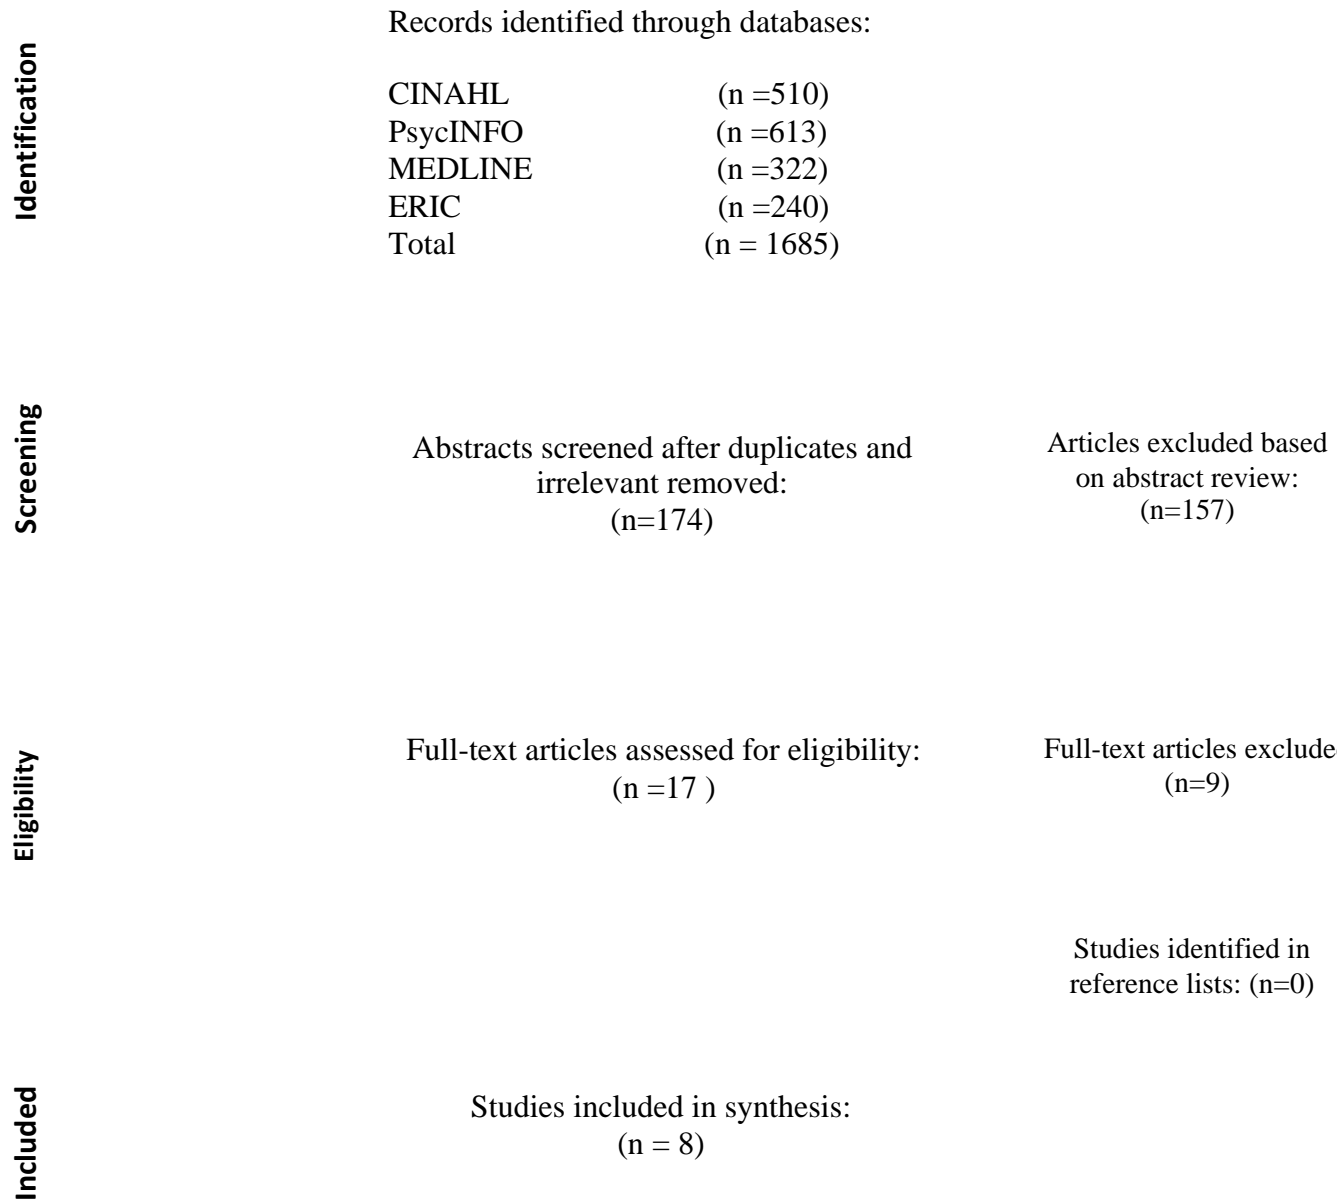 Identification
Records identified through databases:
CINAHL (n =510)
PsycINFO (n =613)
MEDLINE (n =322)
ERIC (n =240)
Total (n = 1685)
Screening
Abstracts screened after duplicates and
irrelevant removed:
(n=174)
Articles excluded based
on abstract review:
(n=157)
Eligibility
Full-text articles assessed for eligibility:
(n =17 )
Full-text articles exclude
(n=9)
Studies identified in
reference lists: (n=0)
Included
Studies included in synthesis:
(n = 8)